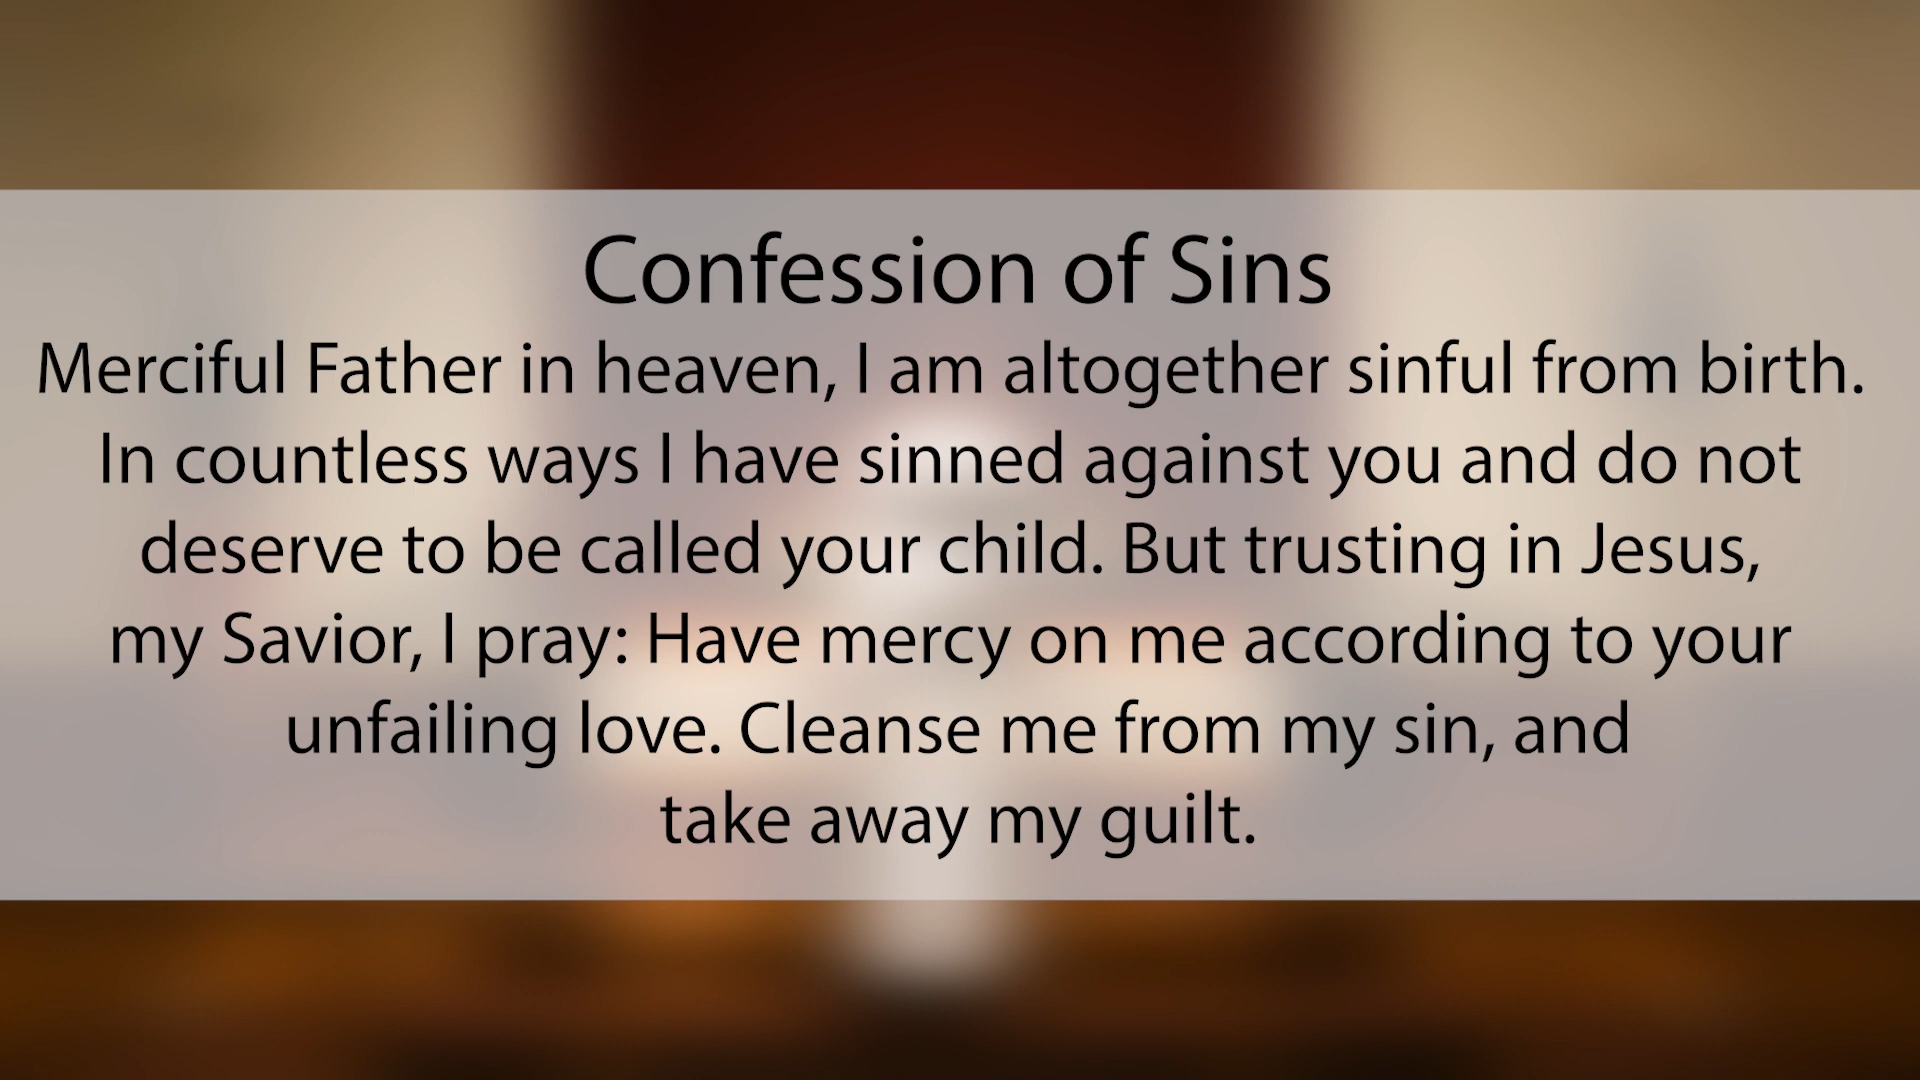 Confession of Sins
Merciful Father in heaven, I am altogether sinful from birth.
In countless ways I have sinned against you and do not
deserve to be called your child. But trusting in Jesus,
my Savior, I pray: Have mercy on me according to your
unfailing love. Cleanse me from my sin, and
take away my guilt.